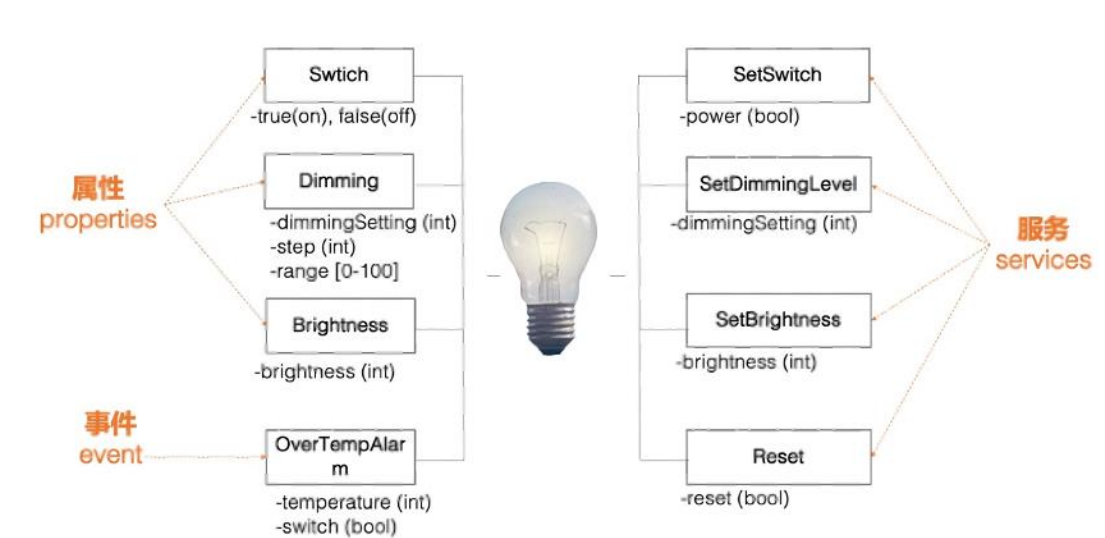 属性
properties
Swtich
-true(on), false(off)
Dimming
-dimmingSetting (int)
-step (int)
-range [0-100]
Brightness
-brightness (int)
事件
event
OverTempAlar
m
-temperature (int)
-switch (bool)
SetSwitch
-power (bool)
SetDimmingLevel
-dimmingSetting (int)
SetBrightness
-brightness (int)
Reset
-reset (bool)
服务
services